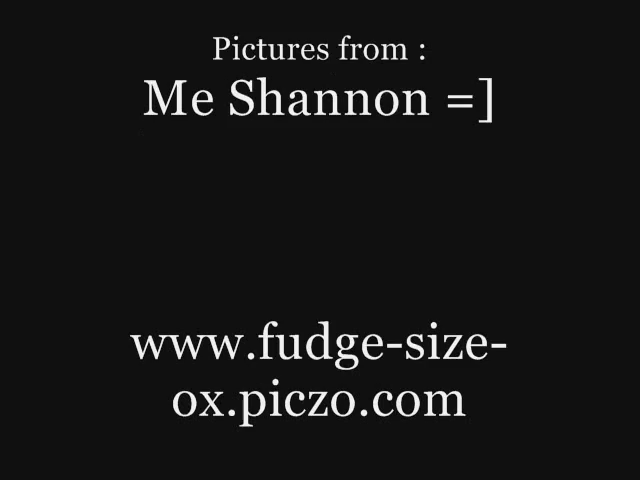 Pictures from :
Me Shannon =]
www.fudge-size-
ox.piczo.com